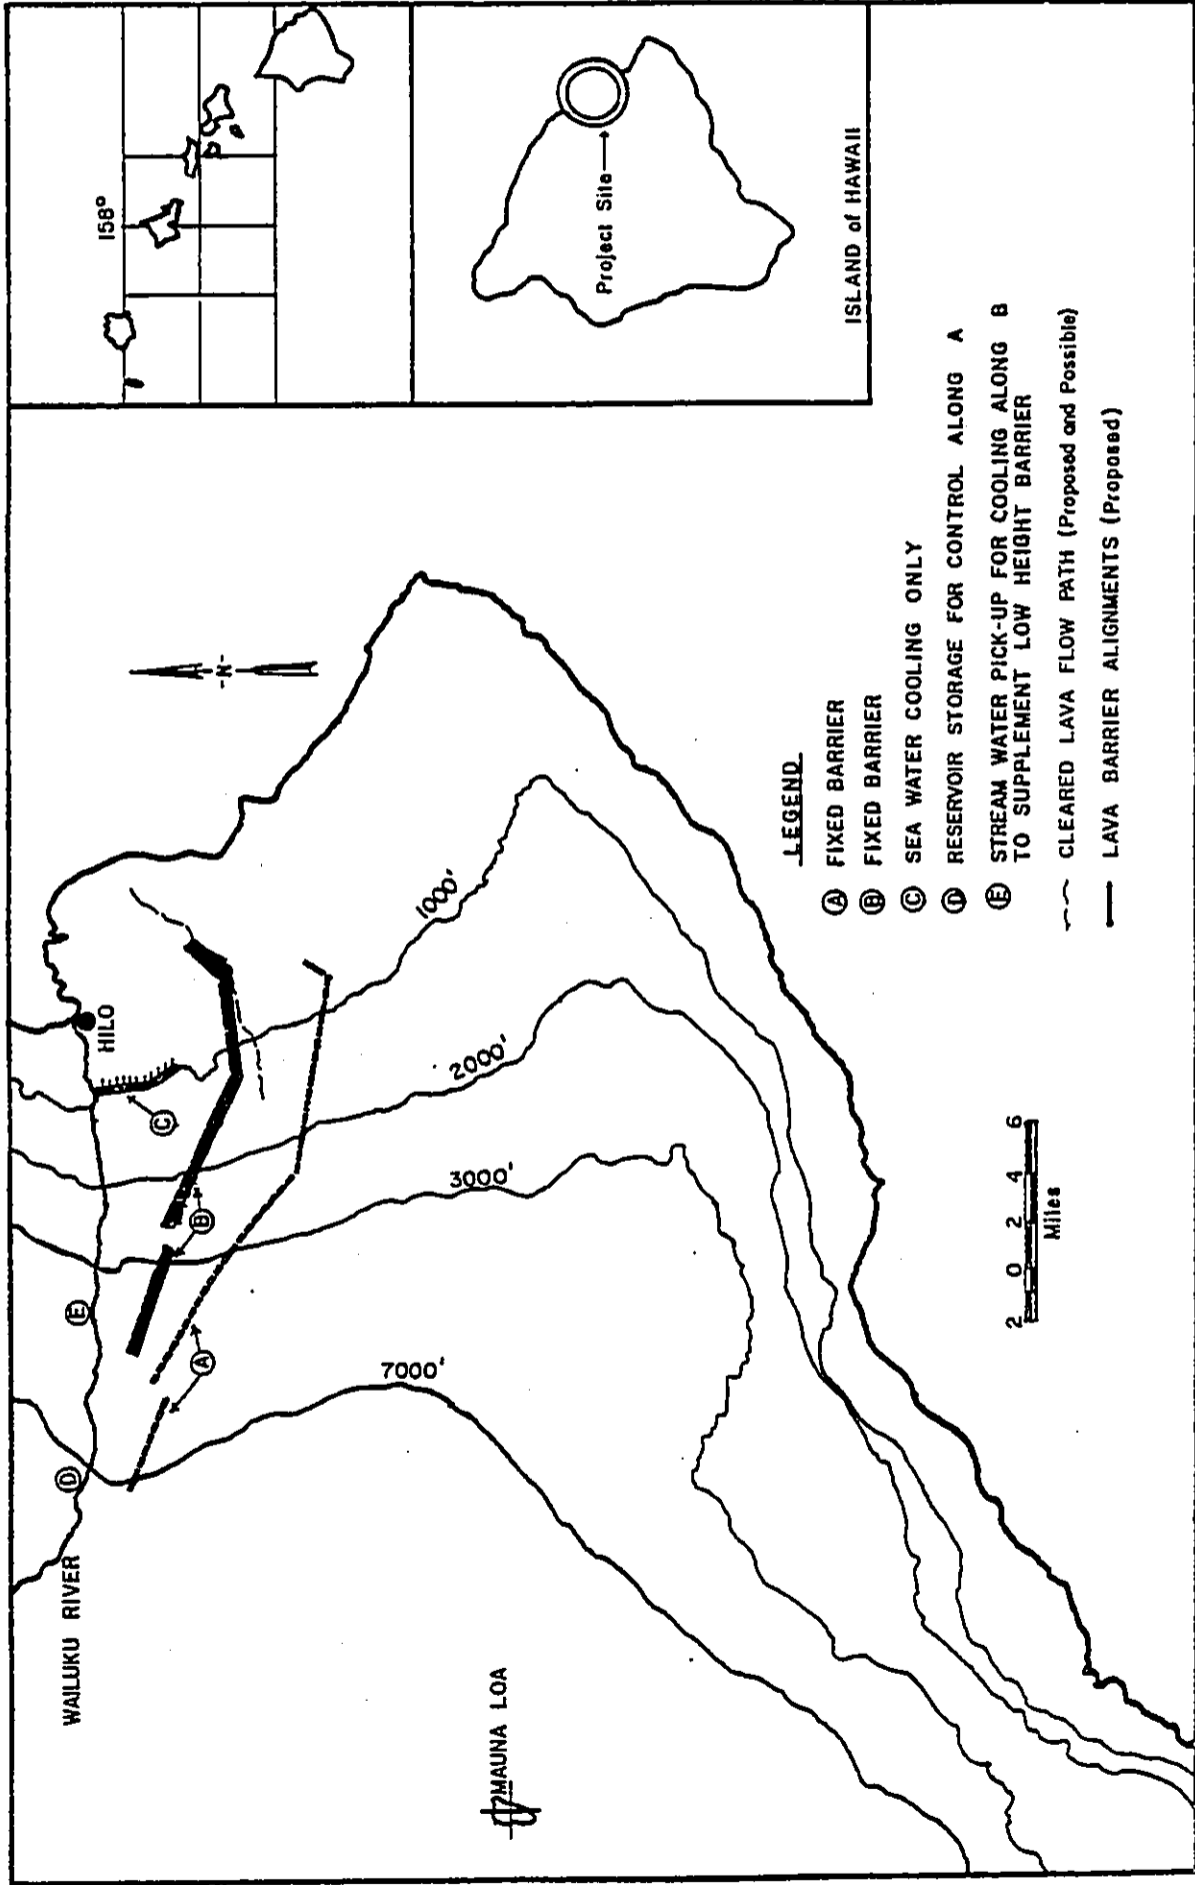 158°
Project Site
ISLAND of HAWAII
WAILUKU RIVER
D
E
C
HILO
-N-
B
A
1000'
2000'
3000'
7000'
MAUNA LOA
2 0 2 4 6
Miles
LEGEND
A FIXED BARRIER
B FIXED BARRIER
C SEA WATER COOLING ONLY
D RESERVOIR STORAGE FOR CONTROL ALONG A
E STREAM WATER PICK-UP FOR COOLING ALONG B
TO SUPPLEMENT LOW HEIGHT BARRIER
CLEARED LAVA FLOW PATH (Proposed and Possible)
LAVA BARRIER ALIGNMENTS (Proposed)